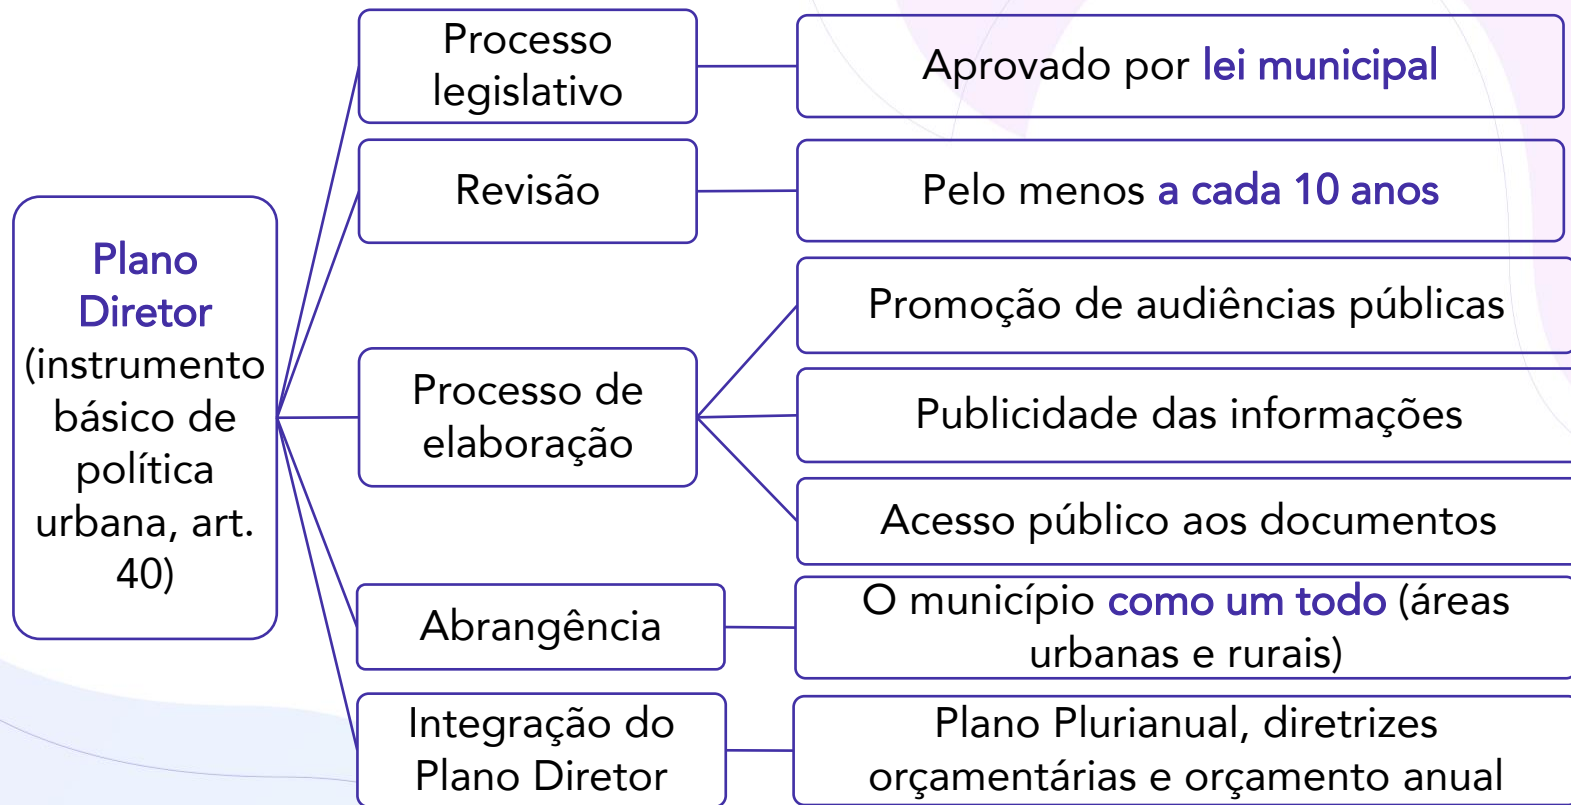 Plano
Diretor
(instrumento
básico de
política
urbana, art.
40)
Processo
legislativo
Aprovado por lei municipal
Revisão
Pelo menos a cada 10 anos
Processo de
elaboração
Promoção de audiências públicas
Publicidade das informações
Acesso público aos documentos
Abrangência
O município como um todo (áreas
urbanas e rurais)
Integração do
Plano Diretor
Plano Plurianual, diretrizes
orçamentárias e orçamento anual